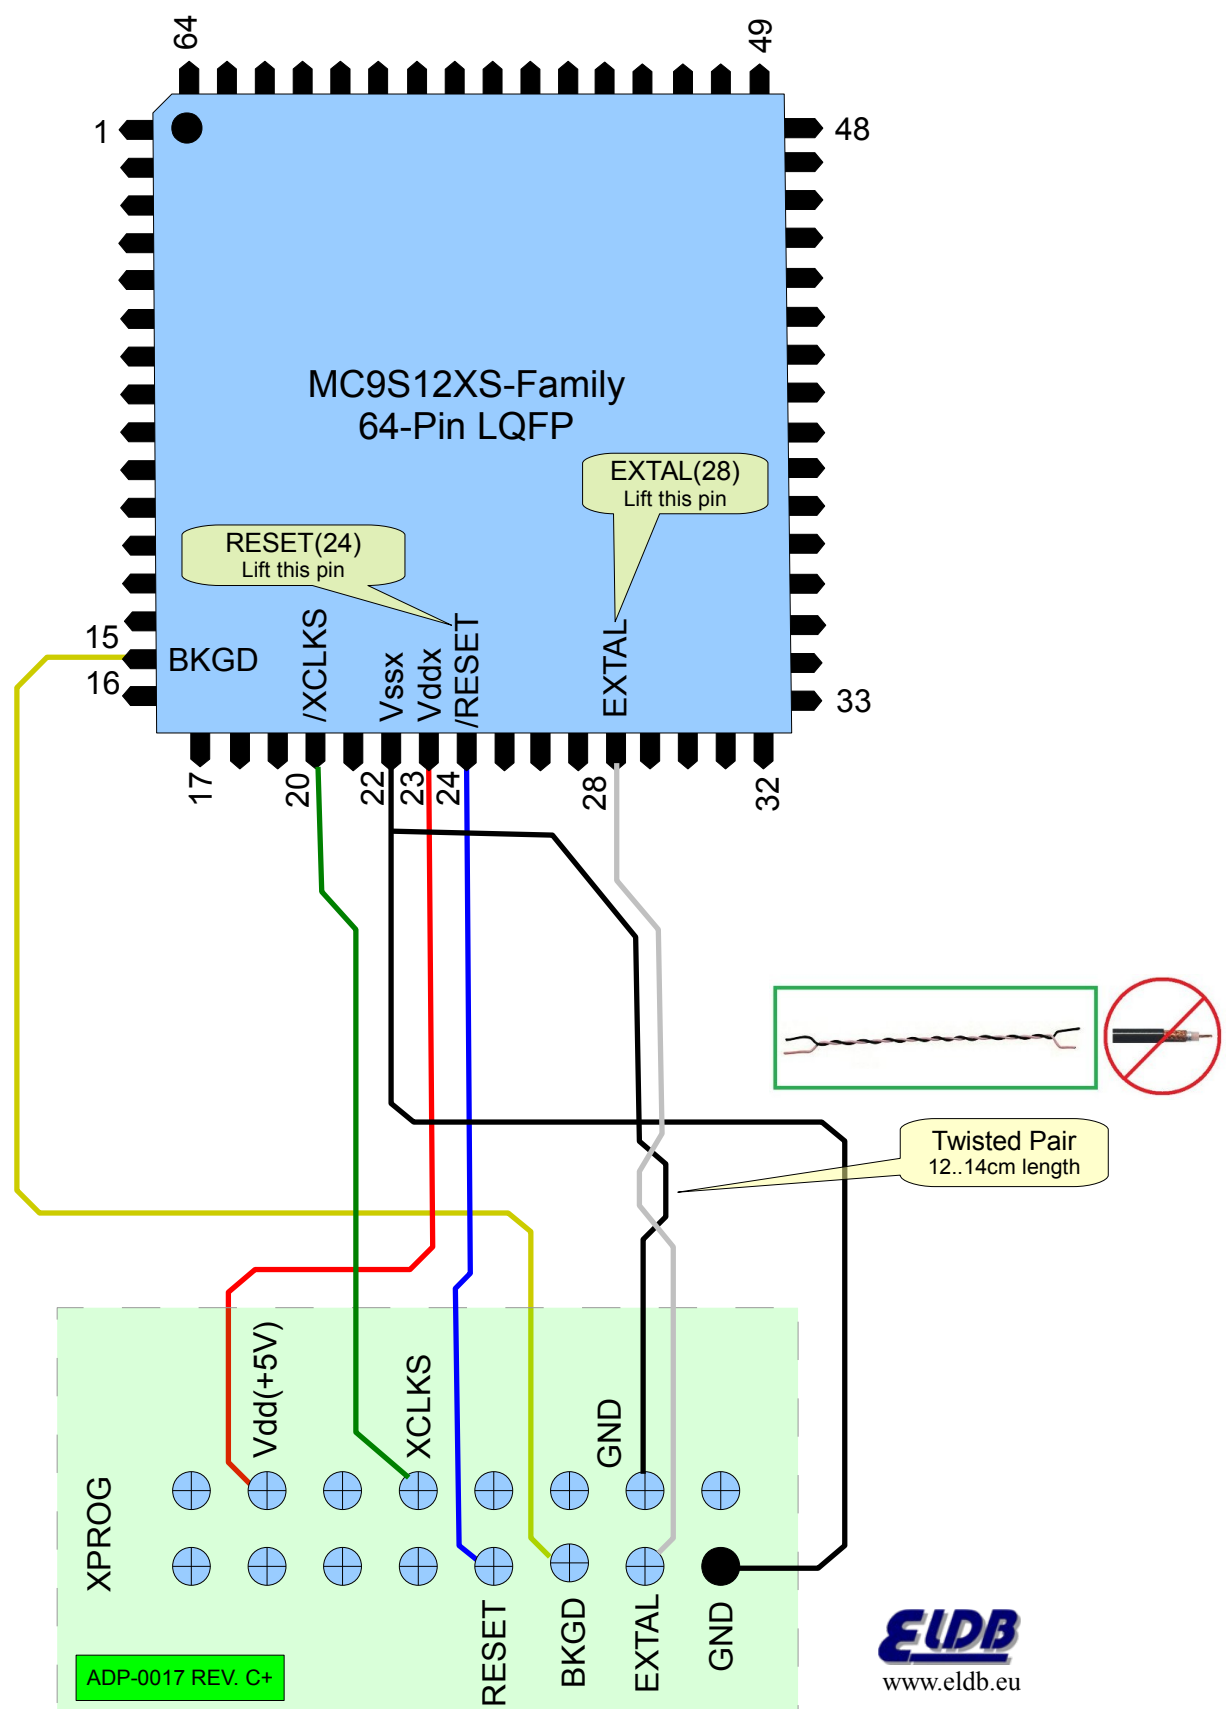 64
49
1
48
MC9S12XS-Family
64-Pin LQFP
EXTAL(28)
Lift this pin
RESET(24)
Lift this pin
15
BKGD
16
/XCLKS
Vssx
Vddx
/RESET
EXTAL
33
17
20
22
23
24
28
32
Twisted Pair
12..14cm length
Vdd(+5V)
XCLKS
GND
XPROG
RESET
BKGD
EXTAL
GND
ADP-0017 REV. C+
ELDB
www.eldb.eu